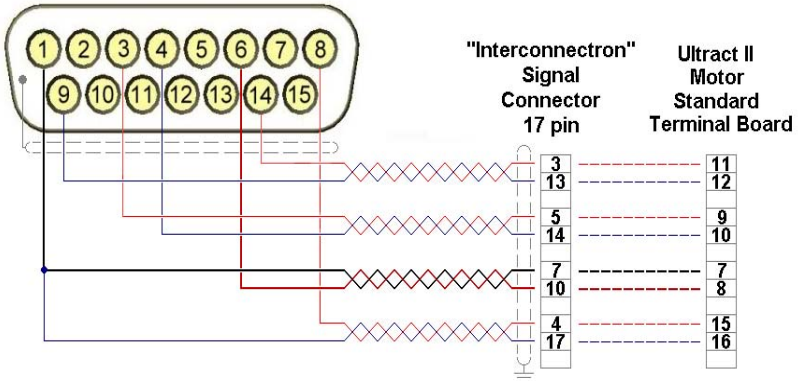 1 2 3 4 5 6 7 8
9 10 11 12 13 14 15
"Interconnectron"
Signal
Connector
17 pin
Ultract II
Motor
Standard
Terminal Board
3 11
13 12
5 9
14 10
7 7
10 8
4 15
17 16